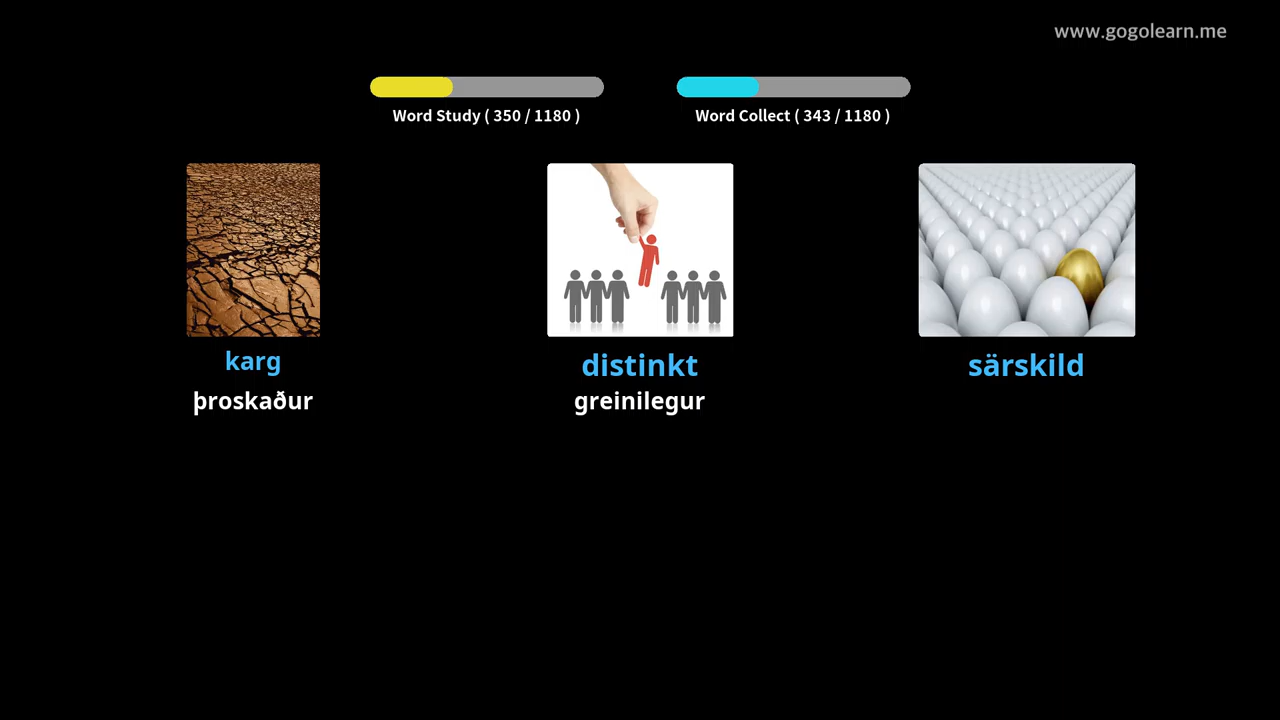 www.gogolearn.me
Word Study ( 350 / 1180 )
Word Collect ( 343 / 1180 )
karg
distinkt
särskild
þroskaður
greinilegur